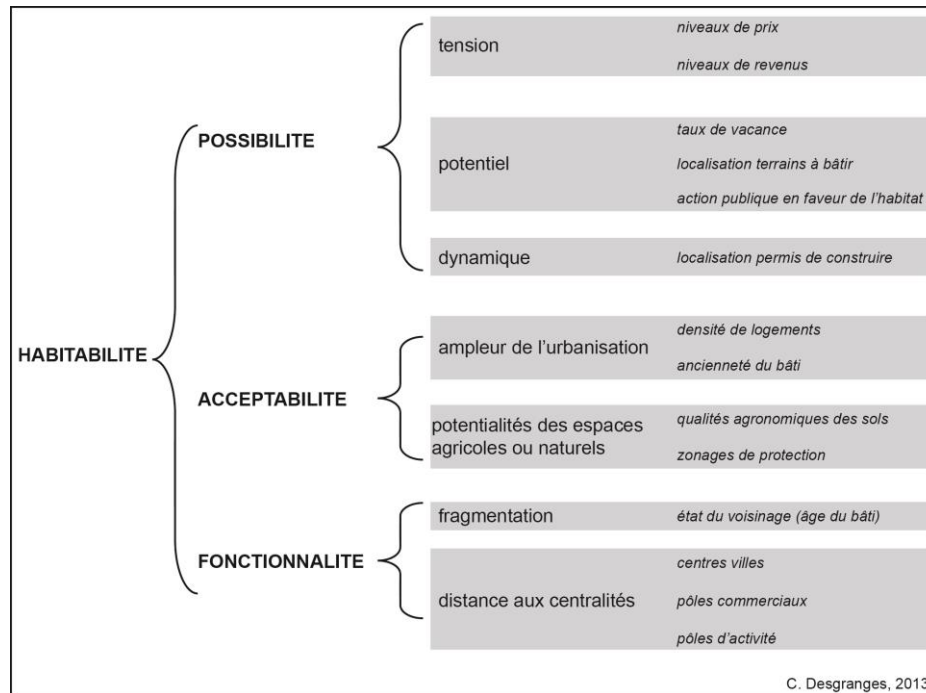 HABITABILITE
POSSIBILITE
tension
niveaux de prix
niveaux de revenus
potentiel
taux de vacance
localisation terrains à bâtir
action publique en faveur de l'habitat
dynamique
localisation permis de construire
ACCEPTABILITE
ampleur de l'urbanisation
densité de logements
ancienneté du bâti
potentialités des espaces
agricoles ou naturels
qualités agronomiques des sols
zonages de protection
FONCTIONNALITE
fragmentation
état du voisinage (âge du bâti)
distance aux centralités
centres villes
pôles commerciaux
pôles d'activité
C. Desgranges, 2013